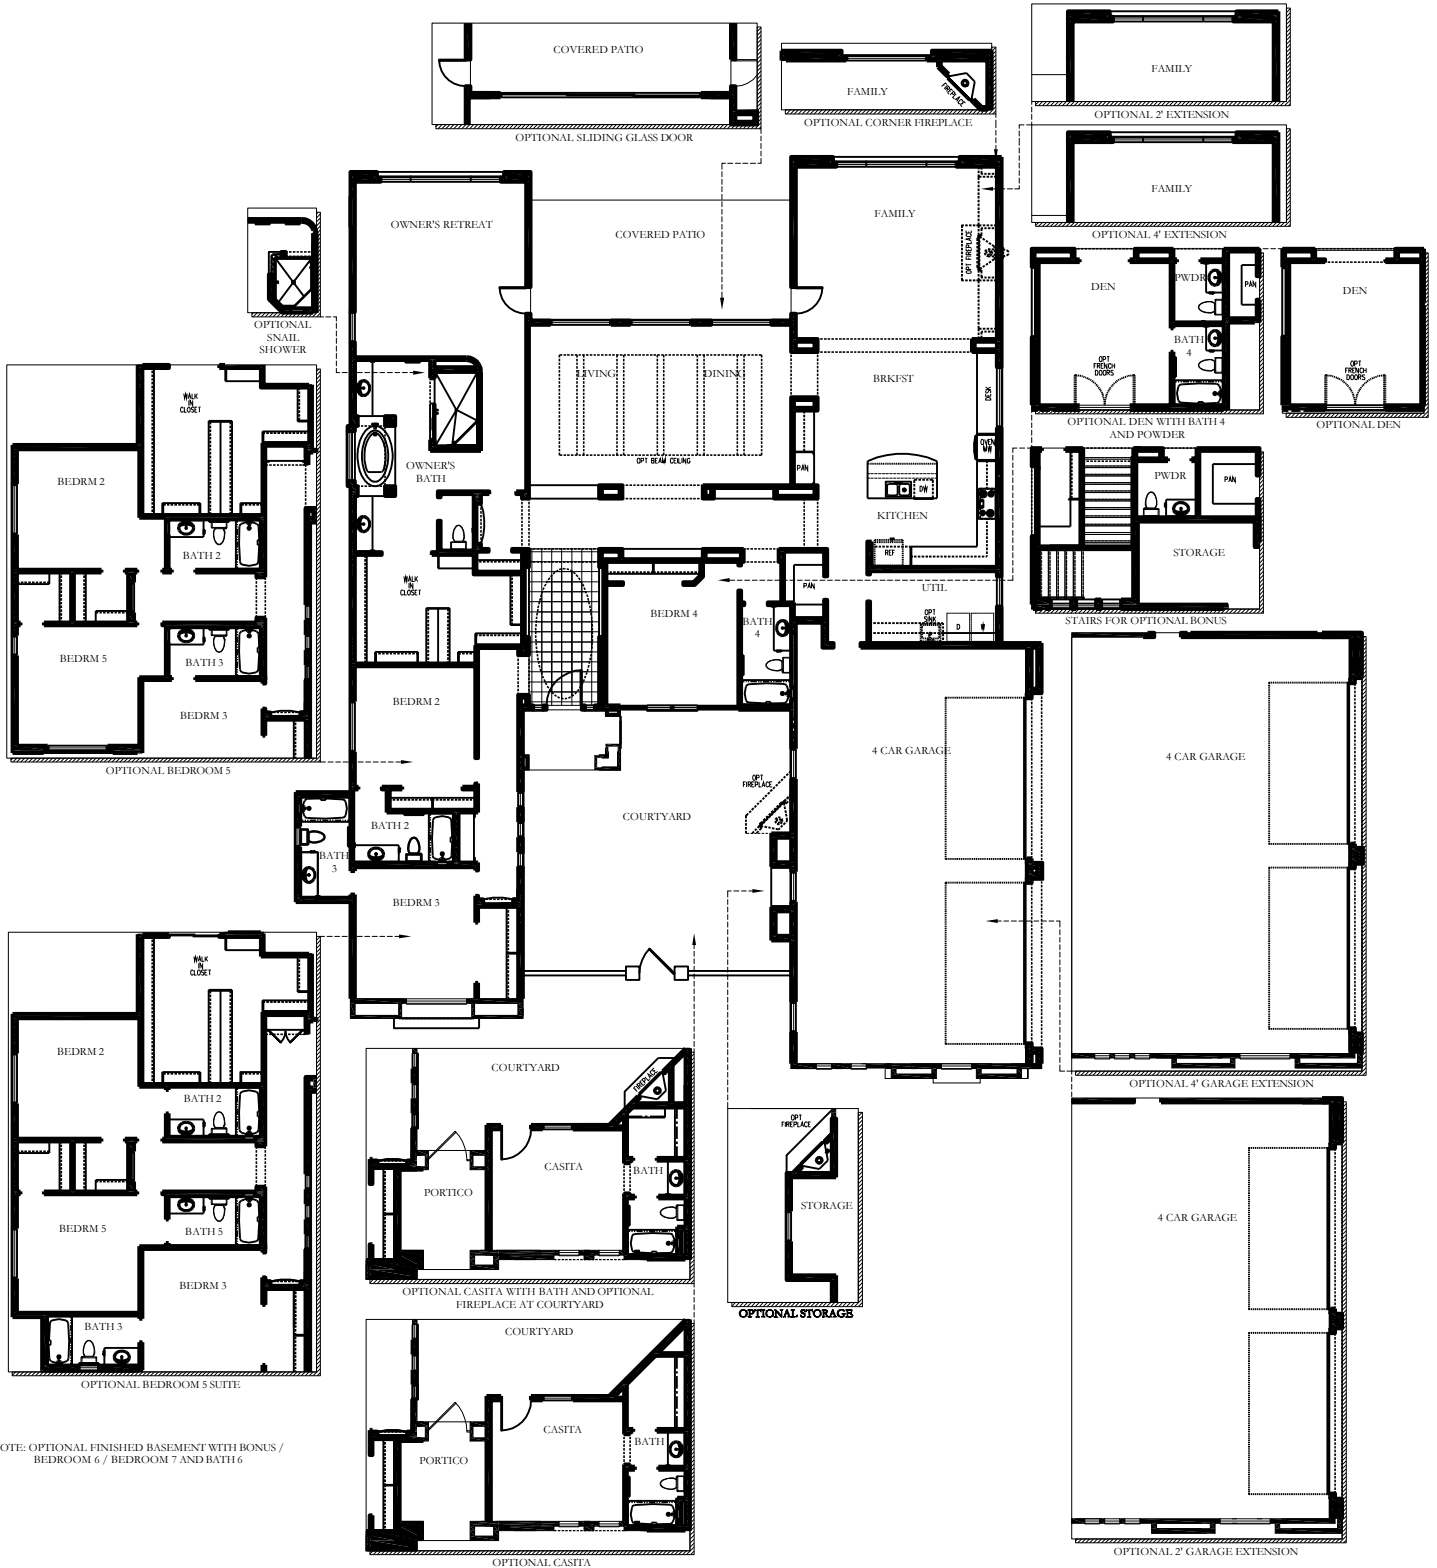 COVERED PATIO
OPTIONAL SLIDING GLASS DOOR
FAMILY
FIREPLACE
OPTIONAL CORNER FIREPLACE
FAMILY
OPTIONAL 2' EXTENSION
FAMILY
OPTIONAL 4' EXTENSION
OPTIONAL
SNAIL
SHOWER
OWNER'S RETREAT
COVERED PATIO
FAMILY
OPT FIREPLACE
LIVING
DINING
OPT BEAM CEILING
BRKFST
DESK
OVEN
MW
PAN
DW
KITCHEN
REF
OWNER'S
BATH
WALK
IN
CLOSET
BEDRM 4
BATH
4
PAN
UTIL
OPT
SINK
D
W
BEDRM 2
BATH 2
BATH
3
BEDRM 3
COURTYARD
OPT
FIREPLACE
4 CAR GARAGE
DEN
OPT
FRENCH
DOORS
PWDR
BATH
4
PAN
OPTIONAL DEN WITH BATH 4
AND POWDER
DEN
OPT
FRENCH
DOORS
OPTIONAL DEN
PWDR
PAN
STORAGE
STAIRS FOR OPTIONAL BONUS
4 CAR GARAGE
OPTIONAL 4' GARAGE EXTENSION
4 CAR GARAGE
OPTIONAL 2' GARAGE EXTENSION
WALK
IN
CLOSET
BEDRM 2
BATH 2
BEDRM 5
BATH 3
BEDRM 3
OPTIONAL BEDROOM 5
WALK
IN
CLOSET
BEDRM 2
BATH 2
BEDRM 5
BATH 5
BEDRM 3
BATH 3
OPTIONAL BEDROOM 5 SUITE
COURTYARD
FIREPLACE
CASITA
BATH
PORTICO
OPTIONAL CASITA WITH BATH AND OPTIONAL
FIREPLACE AT COURTYARD
OPT
FIREPLACE
STORAGE
OPTIONAL STORAGE
COURTYARD
CASITA
BATH
PORTICO
OPTIONAL CASITA
OTE: OPTIONAL FINISHED BASEMENT WITH BONUS /
BEDROOM 6 / BEDROOM 7 AND BATH 6